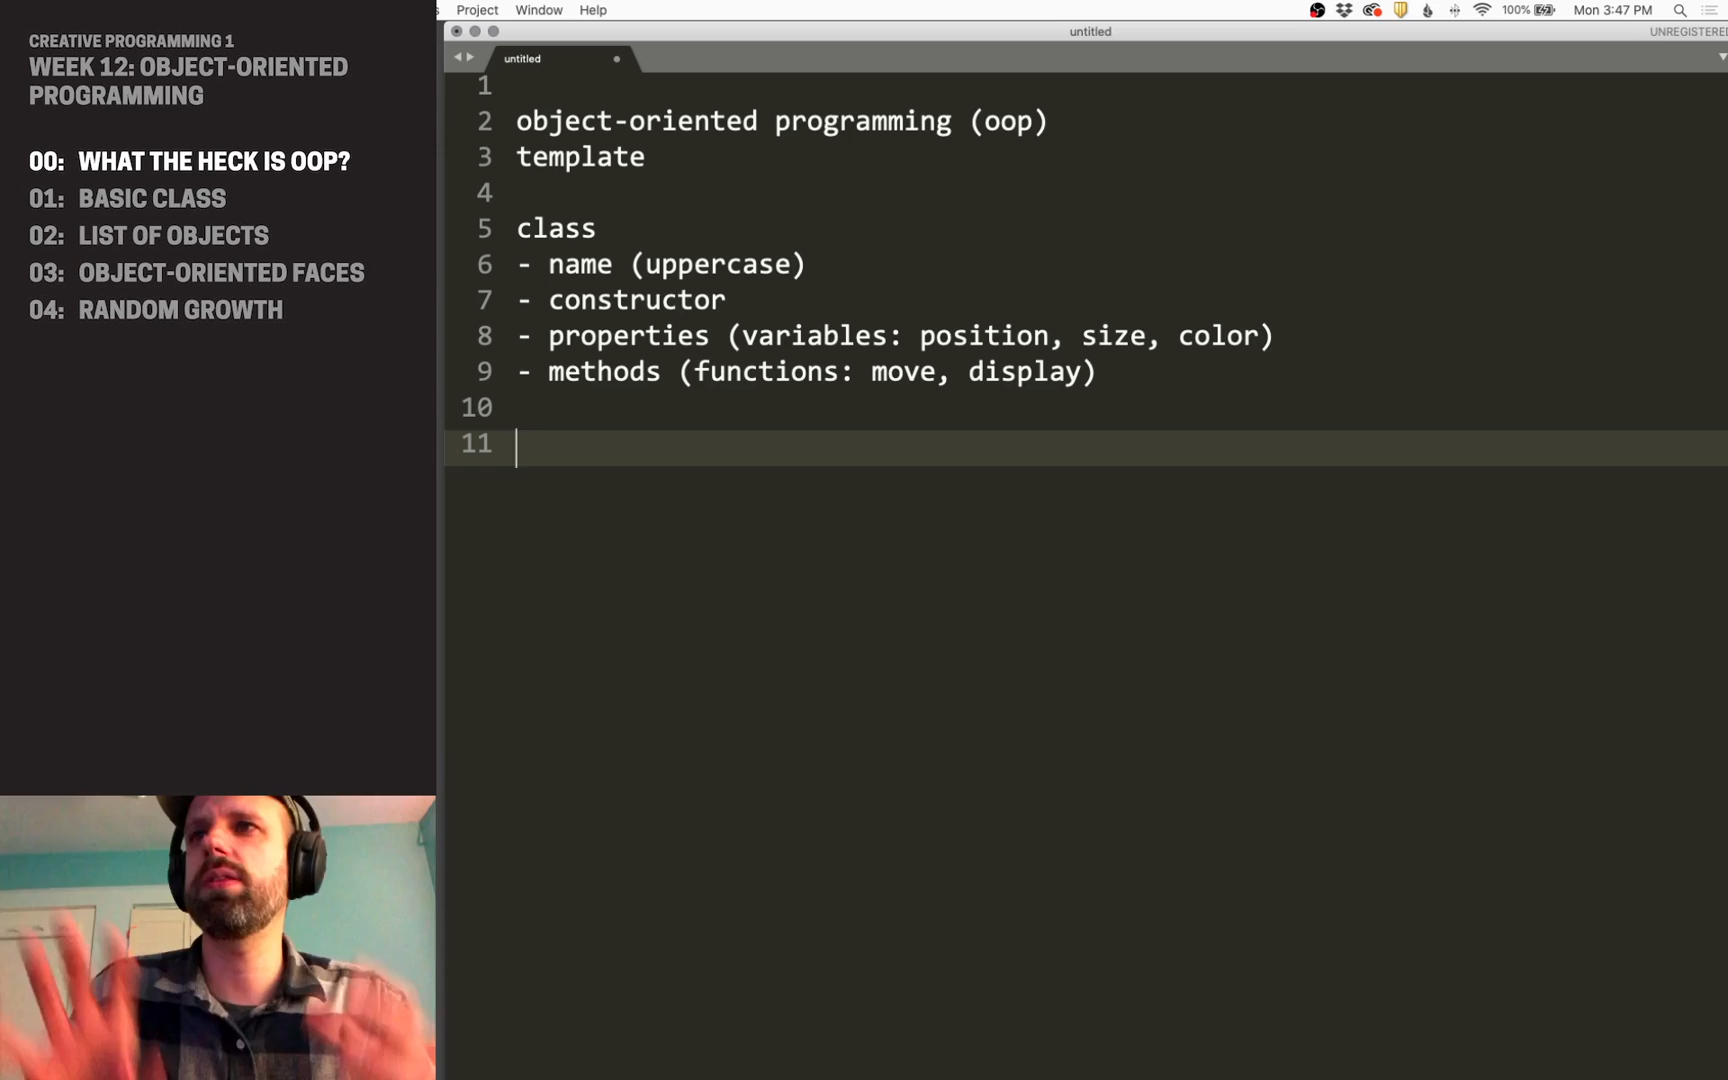 Project Window Help
100% Mon 3:47 PM
untitled
UNREGISTERED
untitled
CREATIVE PROGRAMMING 1
WEEK 12: OBJECT-ORIENTED
PROGRAMMING
00: WHAT THE HECK IS OOP?
01: BASIC CLASS
02: LIST OF OBJECTS
03: OBJECT-ORIENTED FACES
04: RANDOM GROWTH
1
2 object-oriented programming (oop)
3 template
4
5 class
6 - name (uppercase)
7 - constructor
8 - properties (variables: position, size, color)
9 - methods (functions: move, display)
10
11